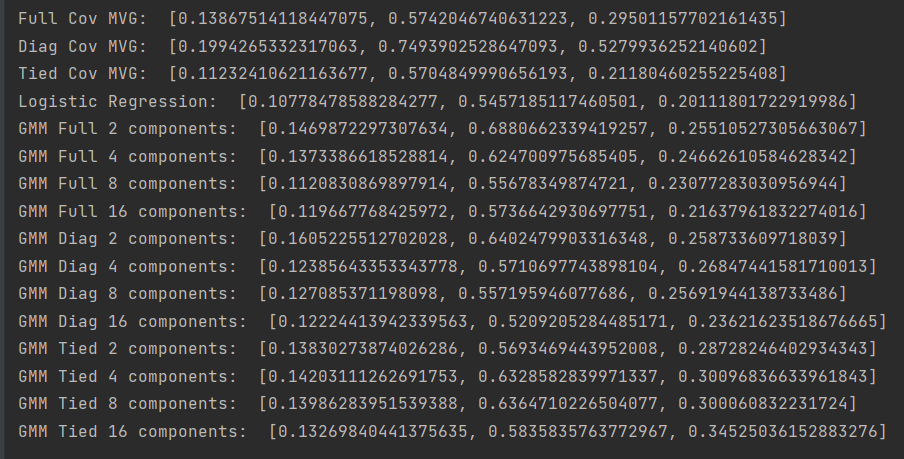 Full Cov MVG:  [0.13867514118447075, 0.5742046740631223, 0.29501157702161435]
Diag Cov MVG:  [0.1994265332317063, 0.7493902528647093, 0.5279936252140602]
Tied Cov MVG:  [0.11232410621163677, 0.5704849990656193, 0.21180460255225408]
Logistic Regression:  [0.10778478588284277, 0.5457185117460501, 0.20111801722919986]
GMM Full 2 components:  [0.1469872297307634, 0.6880662339419257, 0.25510527305663067]
GMM Full 4 components:  [0.1373386618528814, 0.624700975685405, 0.24662610584628342]
GMM Full 8 components:  [0.1120830869897914, 0.55678349874721, 0.23077283030956944]
GMM Full 16 components:  [0.119667768425972, 0.5736642930697751, 0.21637961832274016]
GMM Diag 2 components:  [0.1605225512702028, 0.6402479903316348, 0.258733609718039]
GMM Diag 4 components:  [0.12385643353343778, 0.5710697743898104, 0.26847441581710013]
GMM Diag 8 components:  [0.127085371198098, 0.557195946077686, 0.25691944138733486]
GMM Diag 16 components:  [0.12224413942339563, 0.5209205284485171, 0.23621623518676665]
GMM Tied 2 components:  [0.13830273874026286, 0.5693469443952008, 0.28728246402934343]
GMM Tied 4 components:  [0.14203111262691753, 0.6328582839971337, 0.30096836633961843]
GMM Tied 8 components:  [0.13986283951539388, 0.6364710226504077, 0.300060832231724]
GMM Tied 16 components:  [0.13269840441375635, 0.5835835763772967, 0.34525036152883276]